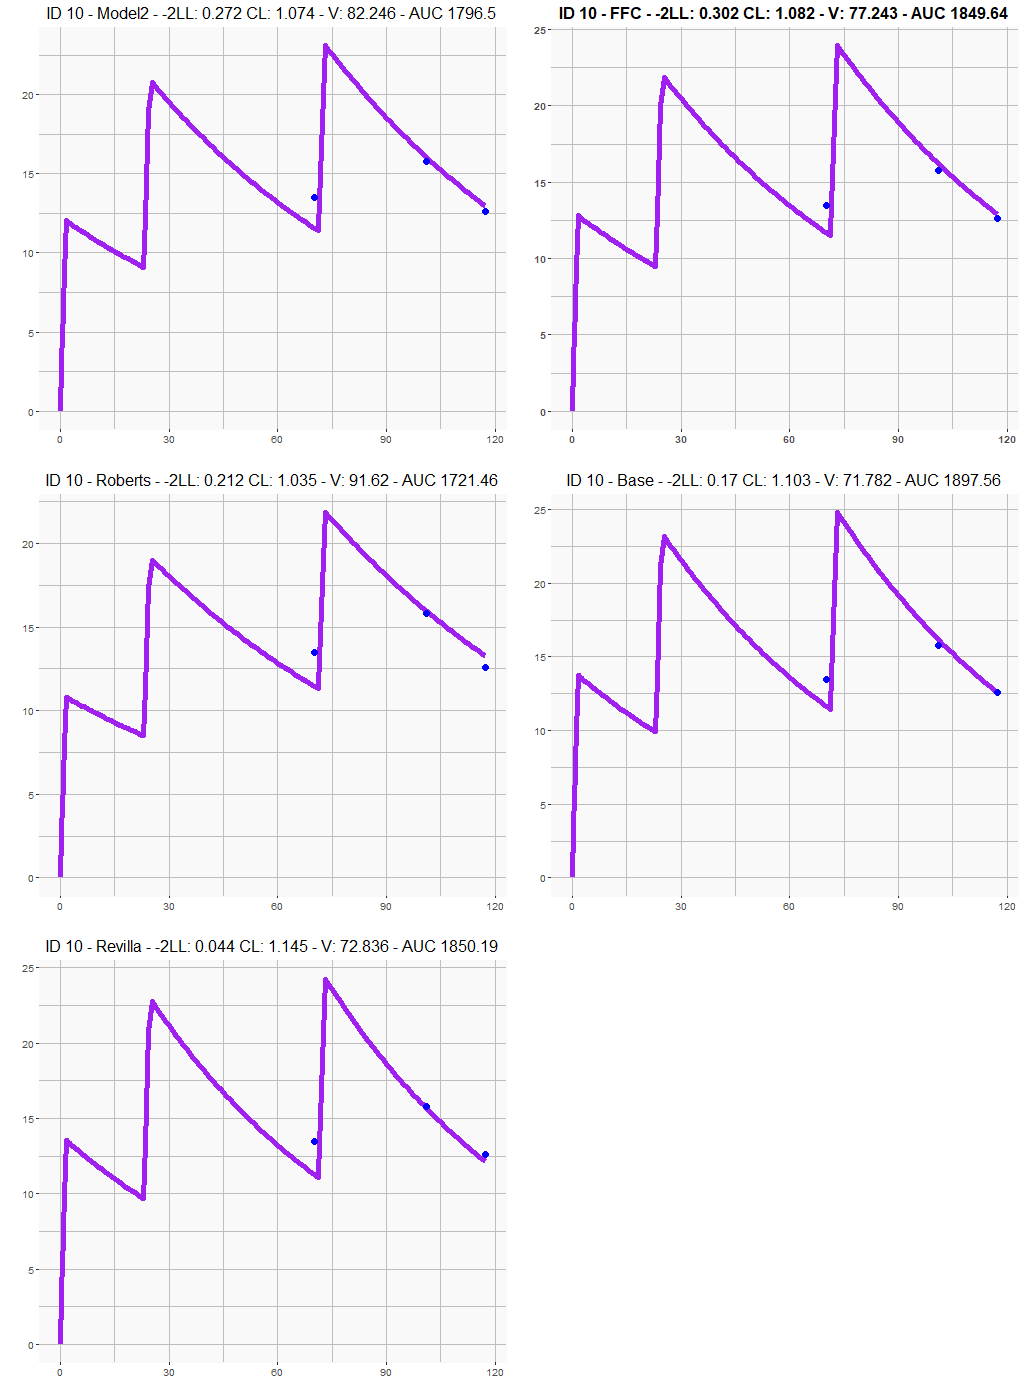 ID 10 - Model2 - -2LL: 0.272 CL: 1.074 - V: 82.246 - AUC 1796.5
20
15
10
5
0
0 30 60 90 120
ID 10 - FFC - -2LL: 0.302 CL: 1.082 - V: 77.243 - AUC 1849.64
25
20
15
10
5
0
0 30 60 90 120
ID 10 - Roberts - -2LL: 0.212 CL: 1.035 - V: 91.62 - AUC 1721.46
20
15
10
5
0
0 30 60 90 120
ID 10 - Base - -2LL: 0.17 CL: 1.103 - V: 71.782 - AUC 1897.56
25
20
15
10
5
0
0 30 60 90 120
ID 10 - Revilla - -2LL: 0.044 CL: 1.145 - V: 72.836 - AUC 1850.19
25
20
15
10
5
0
0 30 60 90 120